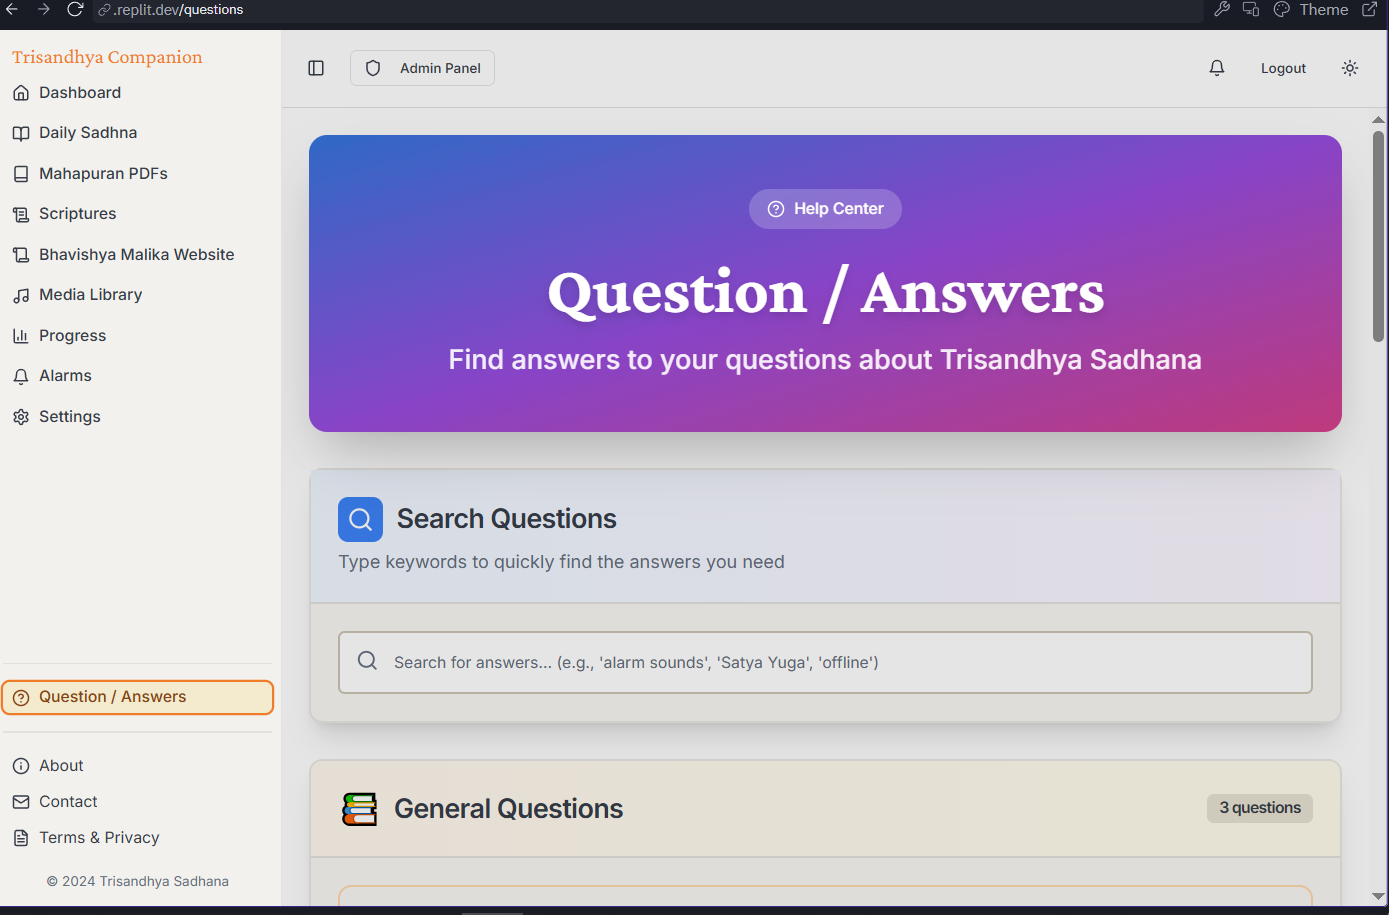 .replit.dev/questions
Theme
Trisandhya Companion
Dashboard
Daily Sadhna
Mahapuran PDFs
Scriptures
Bhavishya Malika Website
Media Library
Progress
Alarms
Settings
Question / Answers
About
Contact
Terms & Privacy
© 2024 Trisandhya Sadhana
Admin Panel
Logout
Help Center
Question / Answers
Find answers to your questions about Trisandhya Sadhana
Search Questions
Type keywords to quickly find the answers you need
Search for answers... (e.g., 'alarm sounds', 'Satya Yuga', 'offline')
General Questions
3 questions